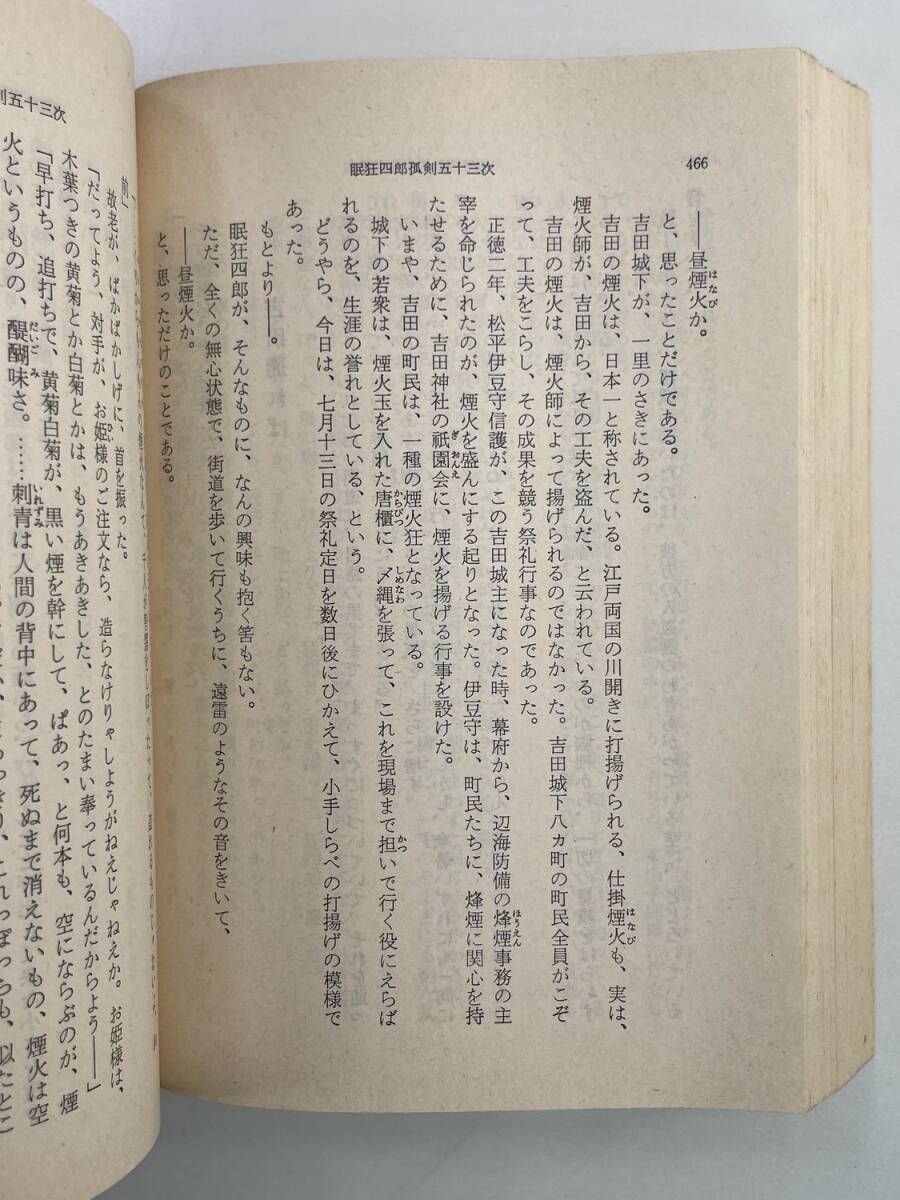 466
眠狂四郎孤剣五十三次
――昼煙火か。
と、思ったことだけである。
吉田城下が、一里のさきにあった。
吉田の煙火は、日本一と称されている。江戸両国の川開きに打揚げられる、仕掛煙火も、実は、
煙火師が、吉田から、その工夫を盗んだ、と云われている。
吉田の煙火は、煙火師によって揚げられるのではなかった。吉田城下八カ町の町民全員がこぞ
って、工夫をこらし、その成果を競う祭礼行事なのであった。
正徳二年、松平伊豆守信護が、この吉田城主になった時、幕府から、辺海防備の烽煙事務の主
宰を命じられたのが、煙火を盛んにする起りとなった。伊豆守は、町民たちに、烽煙に関心を持
たせるために、吉田神社の祇園会に、煙火を揚げる行事を設けた。
いまや、吉田の町民は、一種の煙火狂となっている。
城下の若衆は、煙火玉を入れた唐櫃に、〆縄を張って、これを現場まで担いで行く役にえらば
れるのを、生涯の誉れとしている、という。
どうやら、今日は、七月十三日の祭礼定日を数日後にひかえて、小手しらべの打揚げの模様で
あった。
もとより――。
眠狂四郎が、そんなものに、なんの興味も抱く筈もない。
ただ、全くの無心状態で、街道を歩いて行くうちに、遠雷のようなその音をきいて、
――昼煙火か。
と、思っただけのことである。
剣五十三次
故老が、ばかばかしげに、首を振った。
「だってよう、対手が、お姫様のご注文なら、造らなけりゃしようがねえじゃねえか。お姫様は、
木葉つきの黄菊とか白菊とかは、もうあきあきした、とのたまい奉っているんだからよう――」
「早打ち、追打ちで、黄菊白菊が、黒い煙を幹にして、ぱあっ、と何本も、空にならぶのが、煙
火というものの、醍醐味さ。……刺青は人間の背中にあって、死ぬまで消えないもの、煙火は空